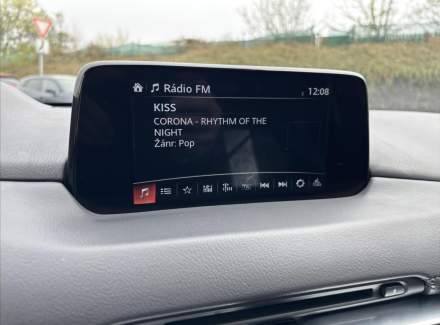 Rádio FM
12:08
KISS
CORONA - RHYTHM OF THE
NIGHT
Žánr: Pop